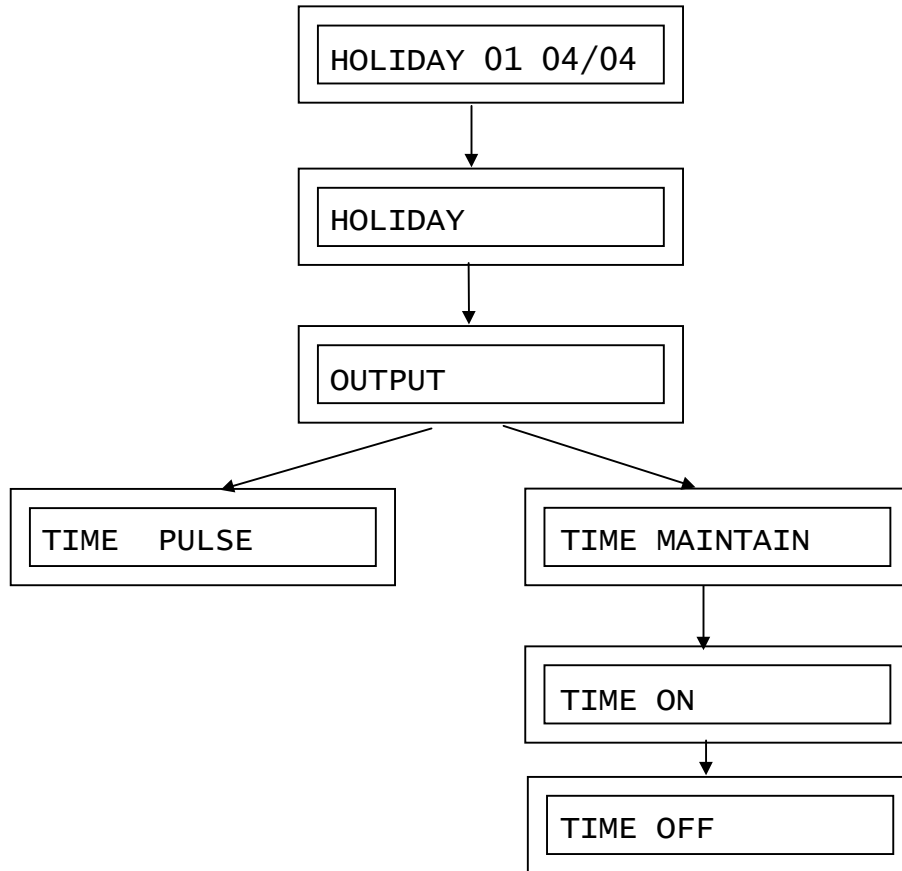 HOLIDAY 01 04/04
HOLIDAY
OUTPUT
TIME  PULSE
TIME MAINTAIN
TIME ON
TIME OFF